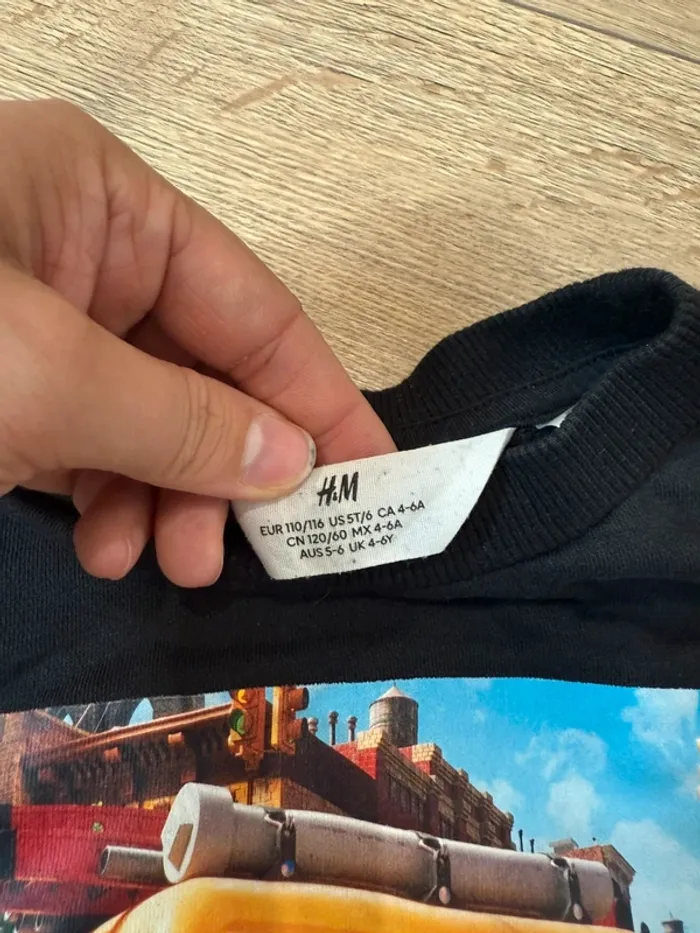 H&M
EUR 110/116 US 5T/6 CA 4-6A
CN 120/60 MX 4-6A
AUS 5-6 UK 4-6Y